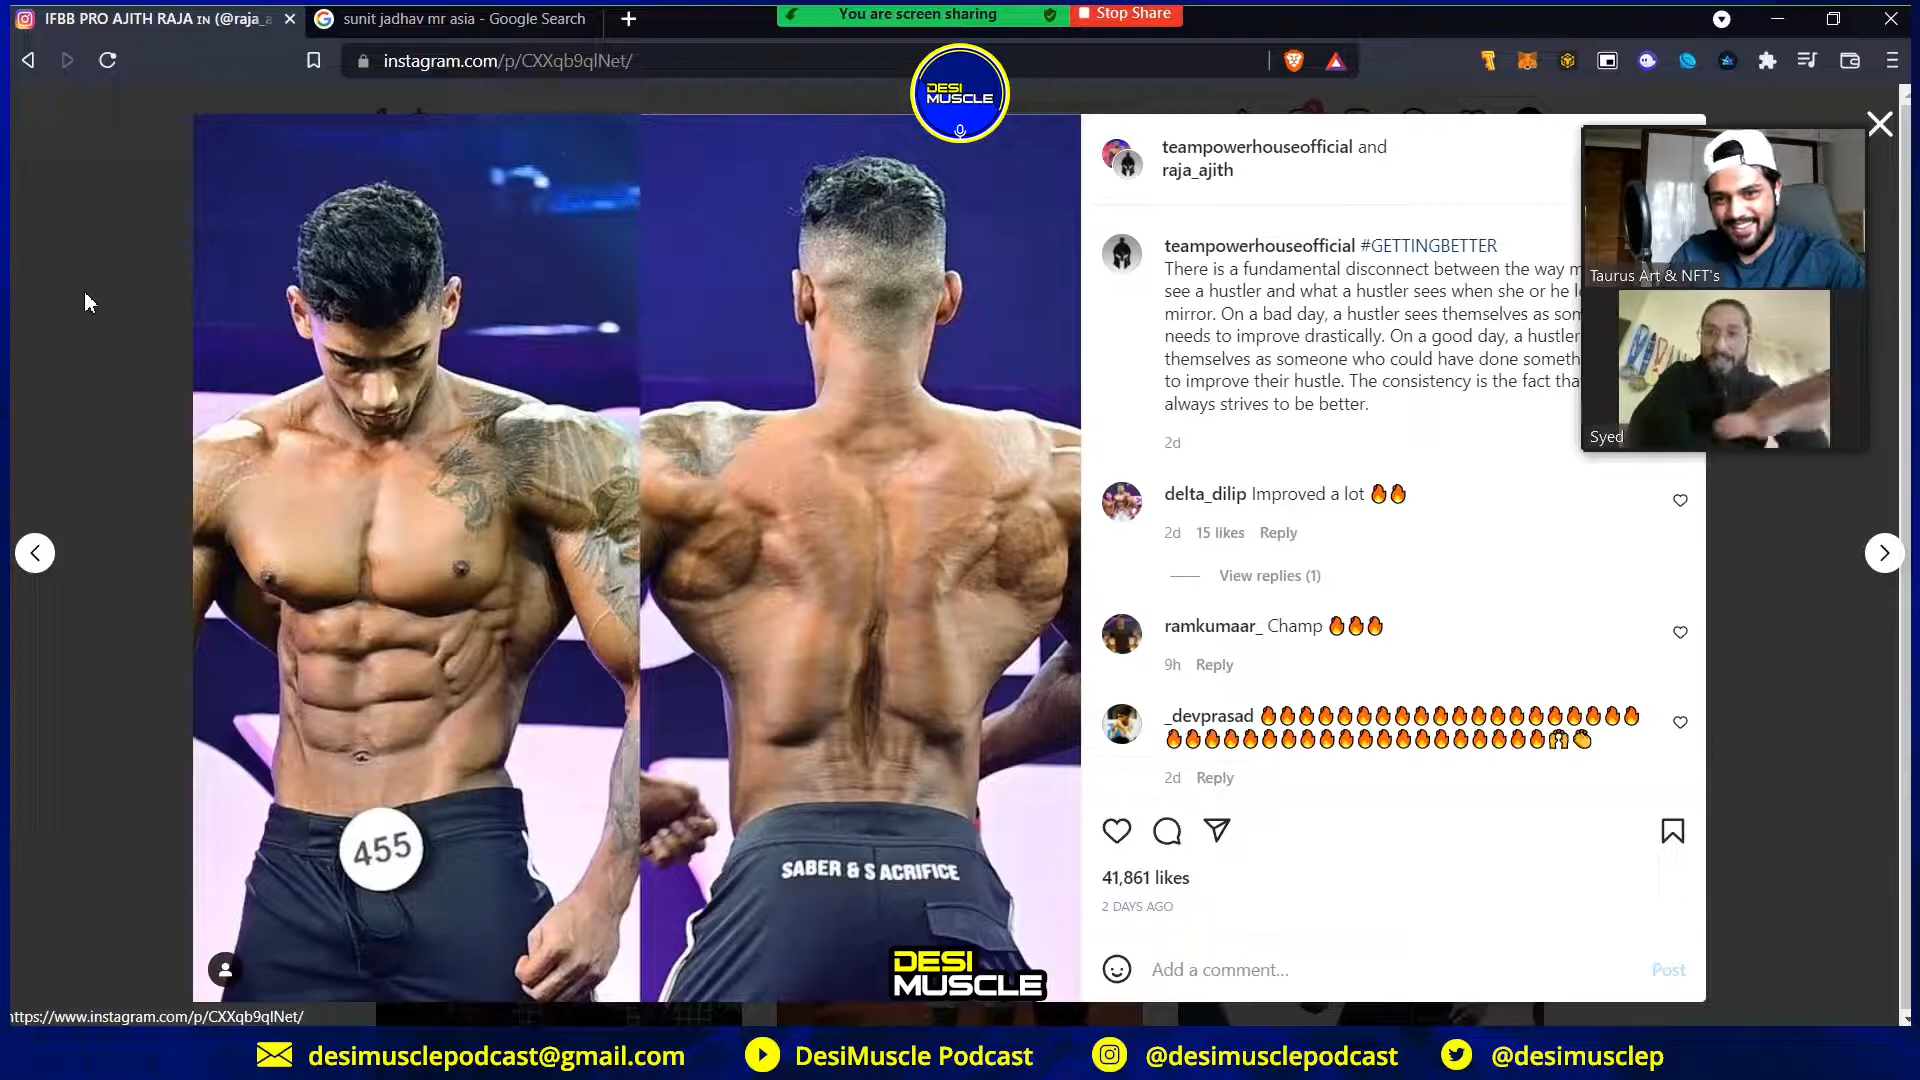 IFBB PRO AJITH RAJA IN (@raja_a
sunit jadhav mr asia - Google Search
You are screen sharing
Stop Share
instagram.com/p/CXXqb9qlNet/
DESI
MUSCLE
teampowerhouseofficial and
raja_ajith
teampowerhouseofficial #GETTINGBETTER
There is a fundamental disconnect between the way m
see a hustler and what a hustler sees when she or he l
mirror. On a bad day, a hustler sees themselves as son
needs to improve drastically. On a good day, a hustler
themselves as someone who could have done someth
to improve their hustle. The consistency is the fact tha
always strives to be better.
2d
Taurus Art & NFT's
Syed
delta_dilip Improved a lot 🔥🔥
2d 15 likes Reply
View replies (1)
ramkumaar_ Champ 🔥🔥🔥
9h Reply
_devprasad 🔥🔥🔥🔥🔥🔥🔥🔥🔥🔥🔥🔥🔥🔥🔥🔥🔥🔥🔥🔥
🔥🔥🔥🔥🔥🔥🔥🔥🔥🔥🔥🔥🔥🔥🔥🔥🔥🔥🔥🔥🙌👏
2d Reply
455
SABER & S ACRIFICE
41,861 likes
2 DAYS AGO
DESI
MUSCLE
Add a comment...
Post
https://www.instagram.com/p/CXXqb9qlNet/
desimusclepodcast@gmail.com
DesiMuscle Podcast
@desimusclepodcast
@desimusclep